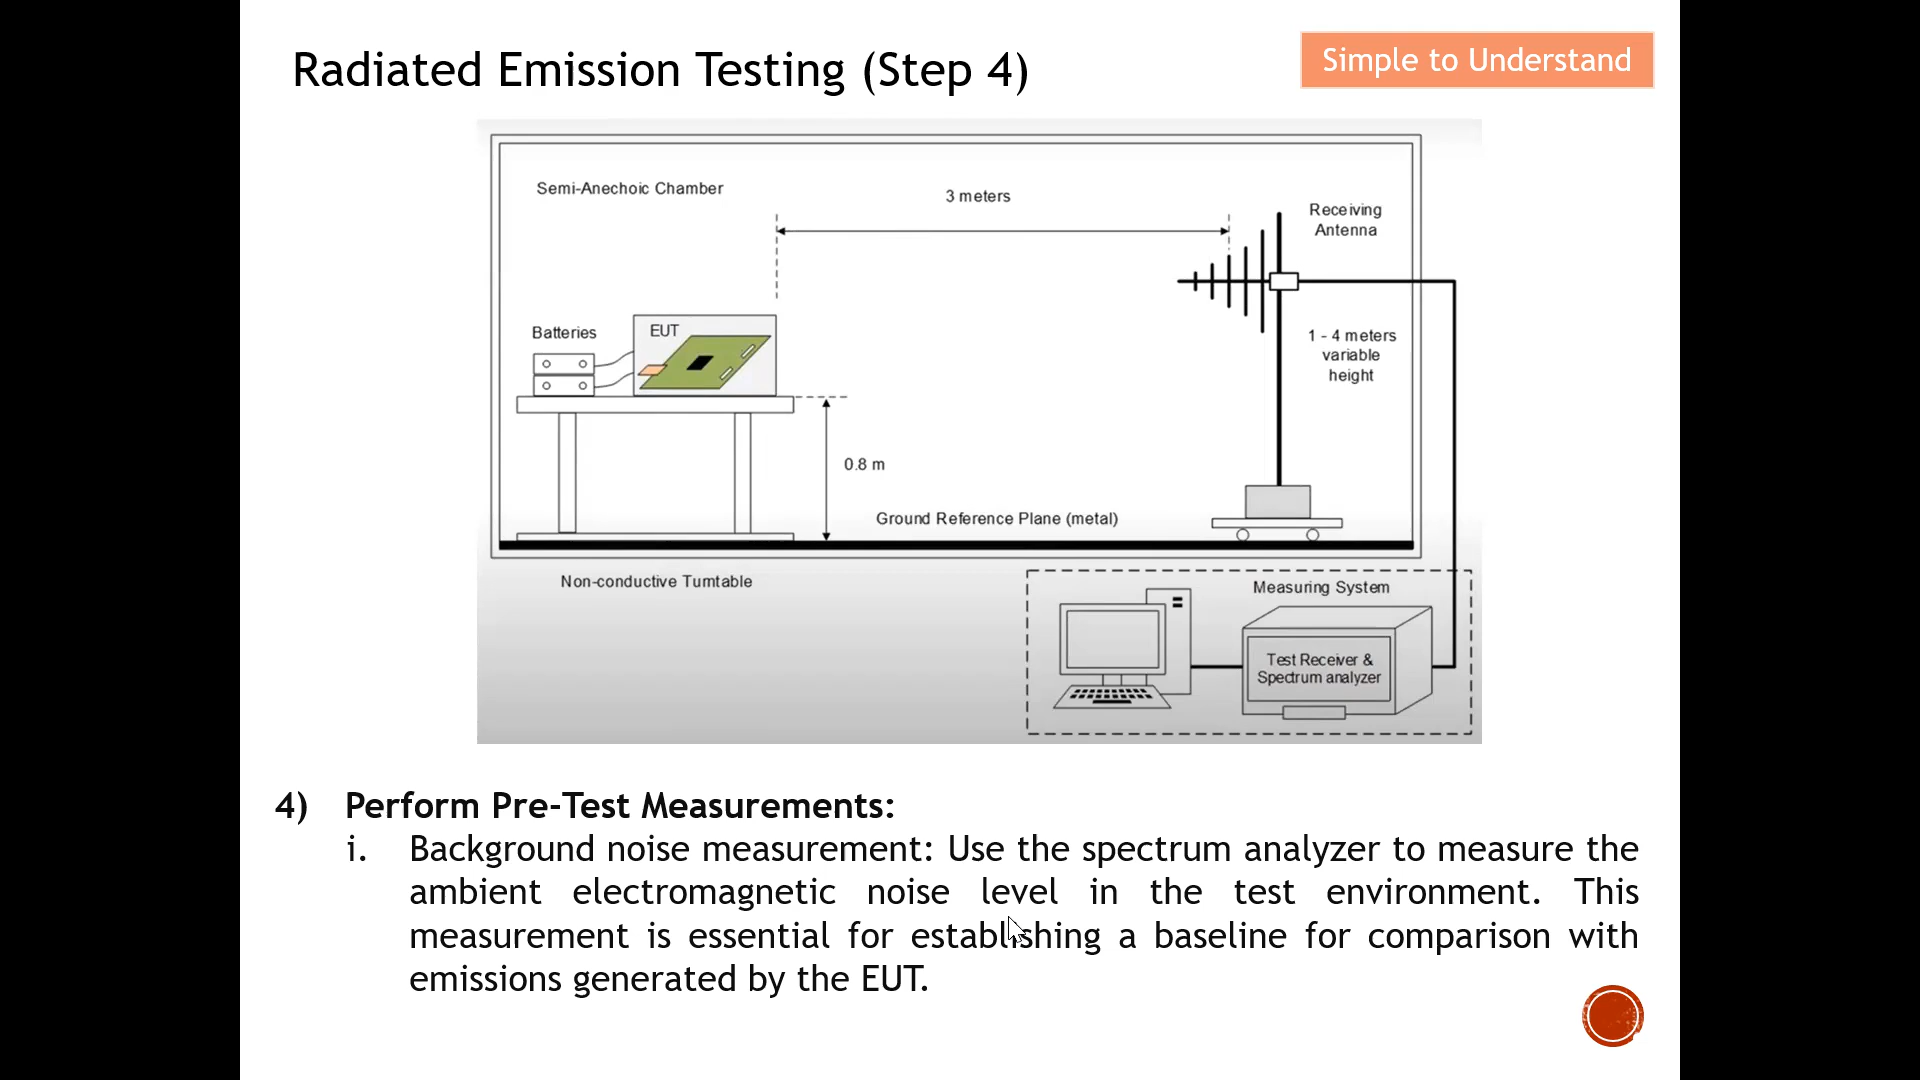 Radiated Emission Testing (Step 4)
Simple to Understand
Semi-Anechoic Chamber
3 meters
Receiving
Antenna
Batteries
EUT
1 - 4 meters
variable
height
0.8 m
Ground Reference Plane (metal)
Non-conductive Turntable
Measuring System
Test Receiver &
Spectrum analyzer
4) Perform Pre-Test Measurements:
i. Background noise measurement: Use the spectrum analyzer to measure the
ambient electromagnetic noise level in the test environment. This
measurement is essential for establishing a baseline for comparison with
emissions generated by the EUT.